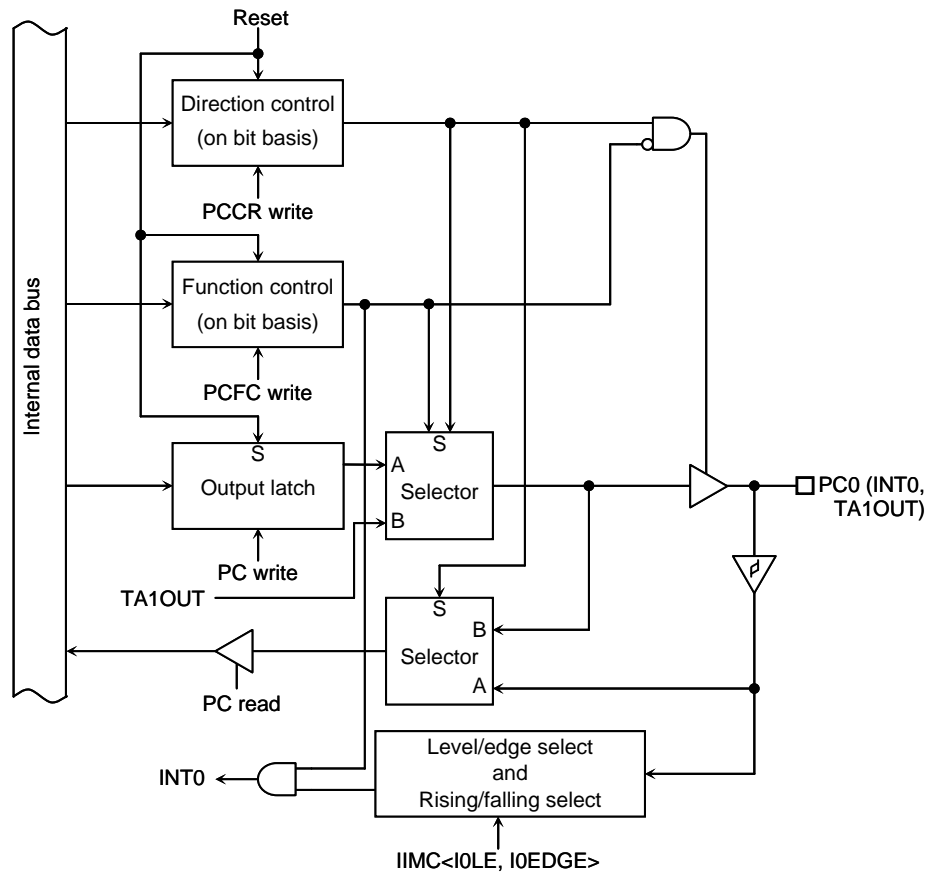 Reset
Direction control
(on bit basis)
PCCR write
Internal data bus
Function control
(on bit basis)
PCFC write
S
Output latch
PC write
S
A
Selector
B
PC0 (INT0,
TA1OUT)
TA1OUT
S
B
Selector
A
PC read
Level/edge select
and
Rising/falling select
INT0
IIMC<I0LE, I0EDGE>